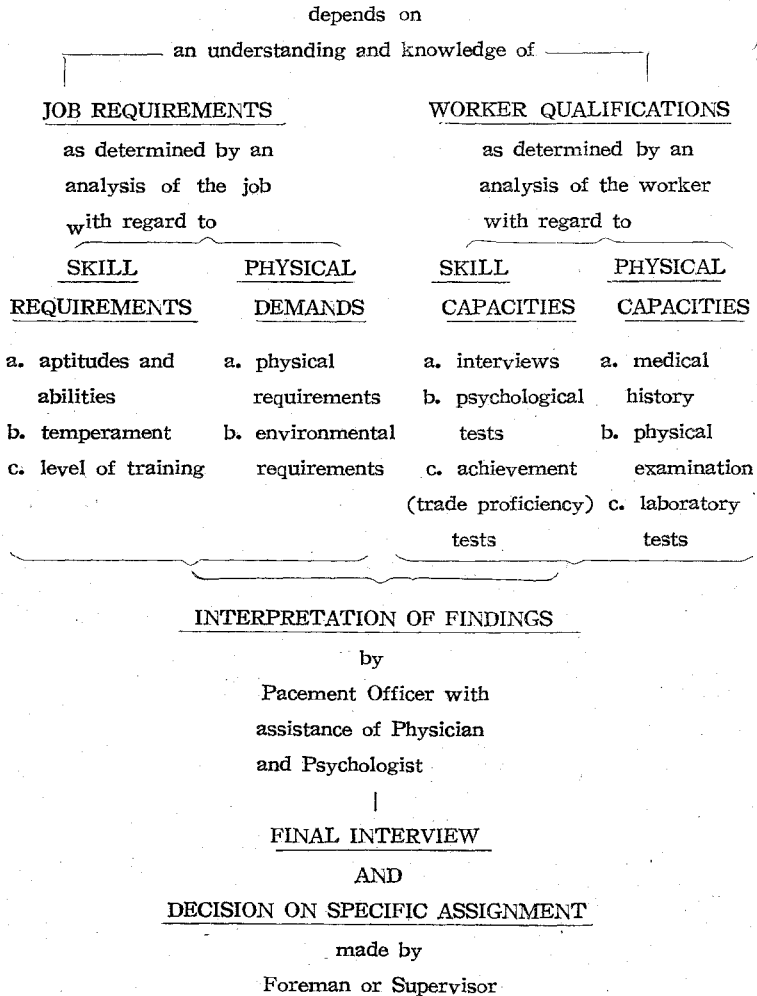 depends on
an understanding and knowledge of
JOB REQUIREMENTS
as determined by an
analysis of the job
with regard to
WORKER QUALIFICATIONS
as determined by an
analysis of the worker
with regard to
SKILL
REQUIREMENTS
a. aptitudes and
abilities
b. temperament
c. level of training
PHYSICAL
DEMANDS
a. physical
requirements
b. environmental
requirements
SKILL
CAPACITIES
a. interviews
b. psychological
tests
c. achievement
(trade proficiency)
tests
PHYSICAL
CAPACITIES
a. medical
history
b. physical
examination
c. laboratory
tests
INTERPRETATION OF FINDINGS
by
Pacement Officer with
assistance of Physician
and Psychologist
FINAL INTERVIEW
AND
DECISION ON SPECIFIC ASSIGNMENT
made by
Foreman or Supervisor